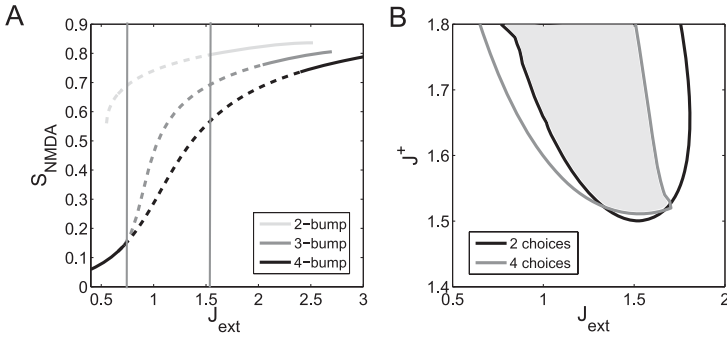 A
0.9
0.8
0.7
0.6
0.5
0.4
0.3
0.2
0.1
0
S_NMDA
0.5 1 1.5 2 2.5 3
J_ext
2-bump
3-bump
4-bump
B
1.8
1.7
1.6
1.5
1.4
J^+
0.5 1 1.5 2
J_ext
2 choices
4 choices